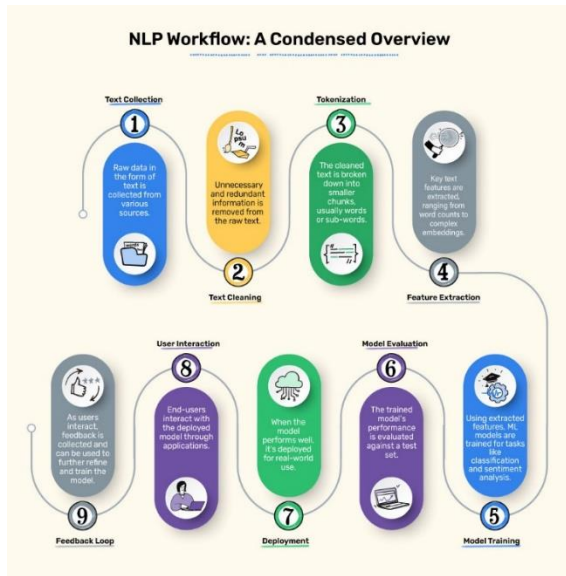 NLP Workflow: A Condensed Overview
Text Collection
1
Raw data in
the form of
text is
collected from
various
sources.
words
Lo
Psu
m
Unnecessary
and redundant
information is
removed from
the raw text.
2
Text Cleaning
Tokenization
3
The cleaned
text is broken
down into
smaller
chunks,
usually words
or sub-words.
Key text
features are
extracted,
ranging from
word counts to
complex
embeddings.
4
Feature Extraction
Using extracted
features, ML
models are
trained for tasks
like
classification
and sentiment
analysis.
5
Model Training
Model Evaluation
6
The trained
model's
performance is
evaluated
against a test
set.
When the
model
performs well,
it's deployed
for real-world
use.
7
Deployment
User Interaction
8
End-users
interact with
the deployed
model through
applications.
As users
interact,
feedback is
collected and
can be used to
further refine
and train the
model.
9
Feedback Loop